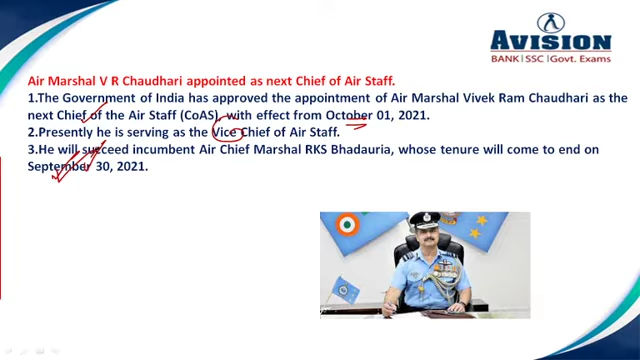 AVISION
BANK | SSC | Govt. Exams
Air Marshal V R Chaudhari appointed as next Chief of Air Staff.
1.The Government of India has approved the appointment of Air Marshal Vivek Ram Chaudhari as the
next Chief of the Air Staff (CoAS), with effect from October 01, 2021.
2.Presently he is serving as the Vice Chief of Air Staff.
3.He will succeed incumbent Air Chief Marshal RKS Bhadauria, whose tenure will come to end on
September 30, 2021.